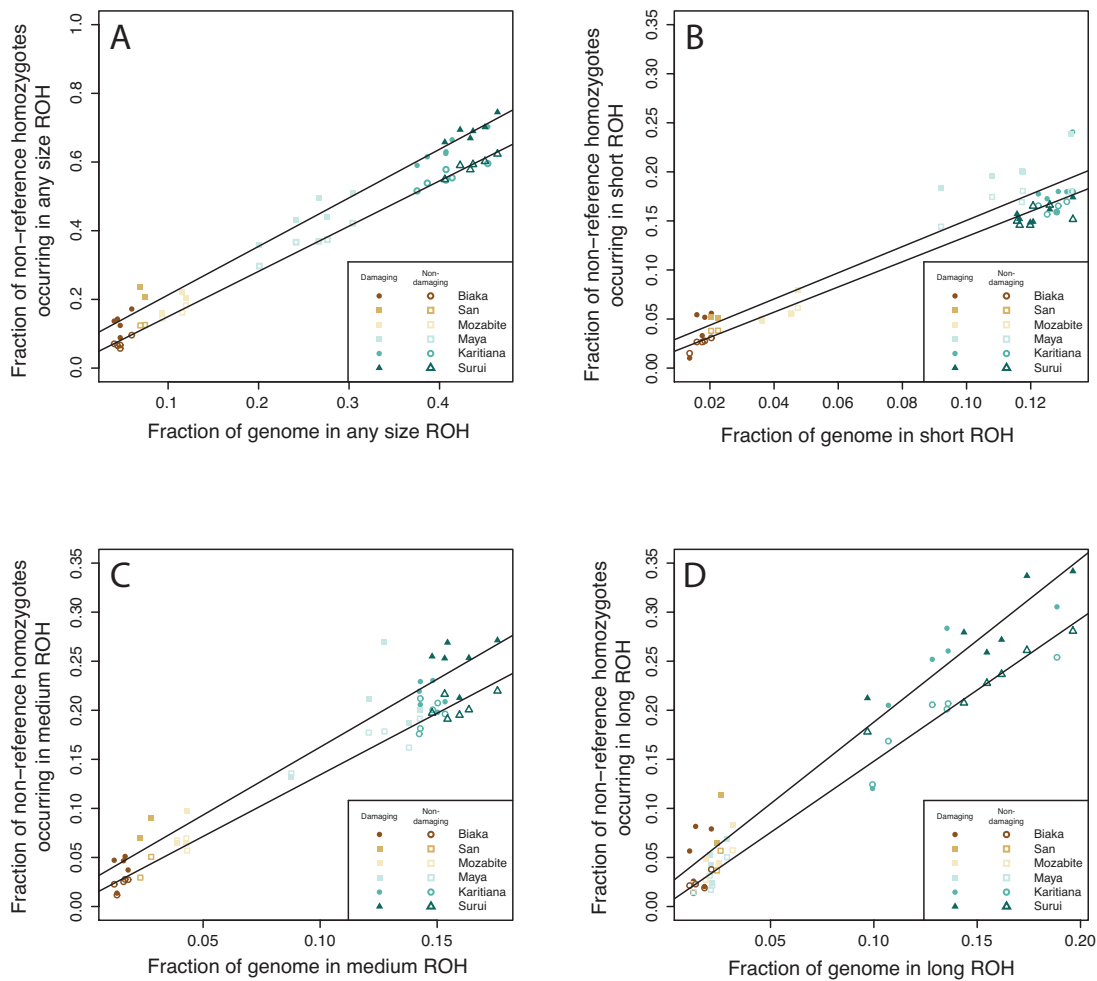 A
Fraction of non−reference homozygotes
occurring in any size ROH
1.0
0.8
0.6
0.4
0.2
0.0
0.1 0.2 0.3 0.4
Fraction of genome in any size ROH
Damaging Non-damaging
Biaka
San
Mozabite
Maya
Karitiana
Surui
B
Fraction of non−reference homozygotes
occurring in short ROH
0.35
0.30
0.25
0.20
0.15
0.10
0.05
0.00
0.02 0.04 0.06 0.08 0.10 0.12
Fraction of genome in short ROH
Damaging Non-damaging
Biaka
San
Mozabite
Maya
Karitiana
Surui
C
Fraction of non−reference homozygotes
occurring in medium ROH
0.35
0.30
0.25
0.20
0.15
0.10
0.05
0.00
0.05 0.10 0.15
Fraction of genome in medium ROH
Damaging Non-damaging
Biaka
San
Mozabite
Maya
Karitiana
Surui
D
Fraction of non−reference homozygotes
occurring in long ROH
0.35
0.30
0.25
0.20
0.15
0.10
0.05
0.00
0.05 0.10 0.15 0.20
Fraction of genome in long ROH
Damaging Non-damaging
Biaka
San
Mozabite
Maya
Karitiana
Surui